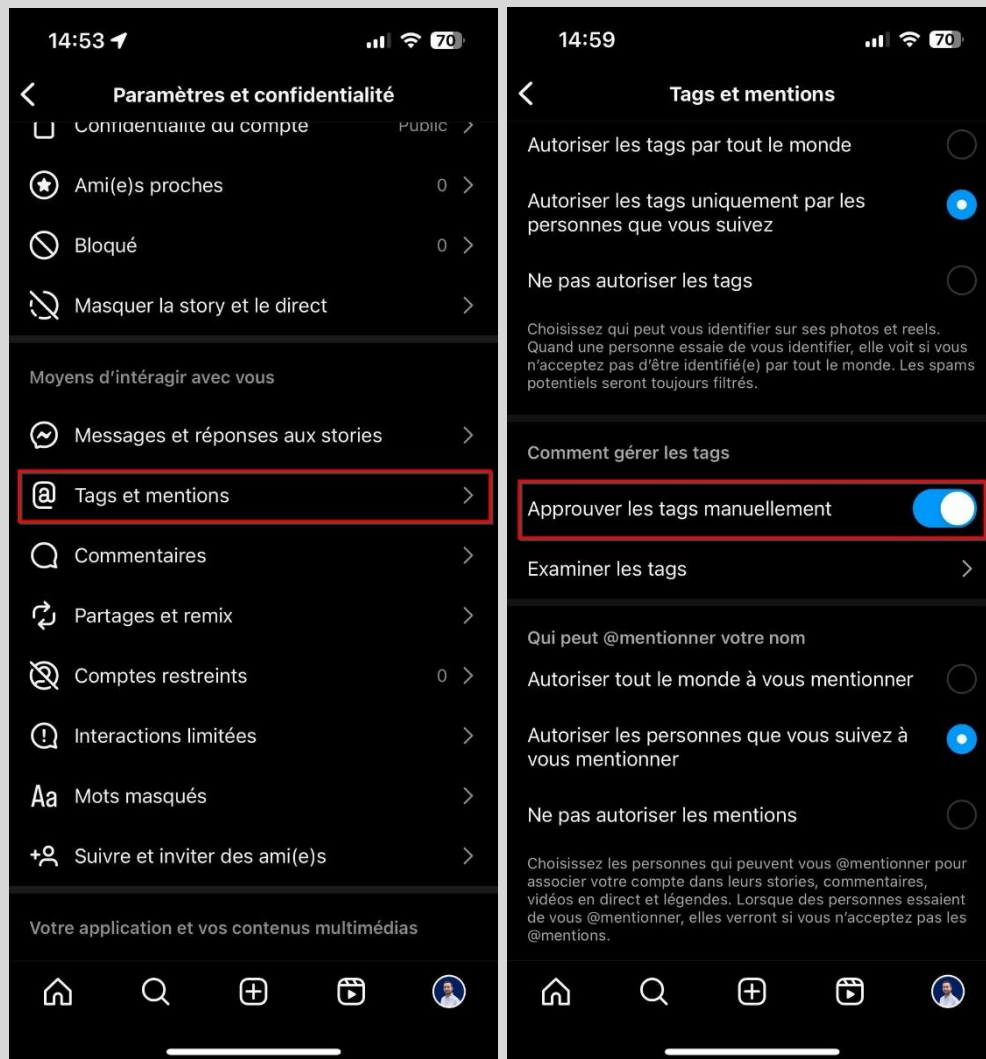 14:53
70
Paramètres et confidentialité
Confidentialité du compte Public
Ami(e)s proches 0
Bloqué 0
Masquer la story et le direct
Moyens d'intéragir avec vous
Messages et réponses aux stories
Tags et mentions
Commentaires
Partages et remix
Comptes restreints 0
Interactions limitées
Aa Mots masqués
Suivre et inviter des ami(e)s
Votre application et vos contenus multimédias
14:59
70
Tags et mentions
Autoriser les tags par tout le monde
Autoriser les tags uniquement par les
personnes que vous suivez
Ne pas autoriser les tags
Choisissez qui peut vous identifier sur ses photos et reels.
Quand une personne essaie de vous identifier, elle voit si vous
n'acceptez pas d'être identifié(e) par tout le monde. Les spams
potentiels seront toujours filtrés.
Comment gérer les tags
Approuver les tags manuellement
Examiner les tags
Qui peut @mentionner votre nom
Autoriser tout le monde à vous mentionner
Autoriser les personnes que vous suivez à
vous mentionner
Ne pas autoriser les mentions
Choisissez les personnes qui peuvent vous @mentionner pour
associer votre compte dans leurs stories, commentaires,
vidéos en direct et légendes. Lorsque des personnes essaient
de vous @mentionner, elles verront si vous n'acceptez pas les
@mentions.